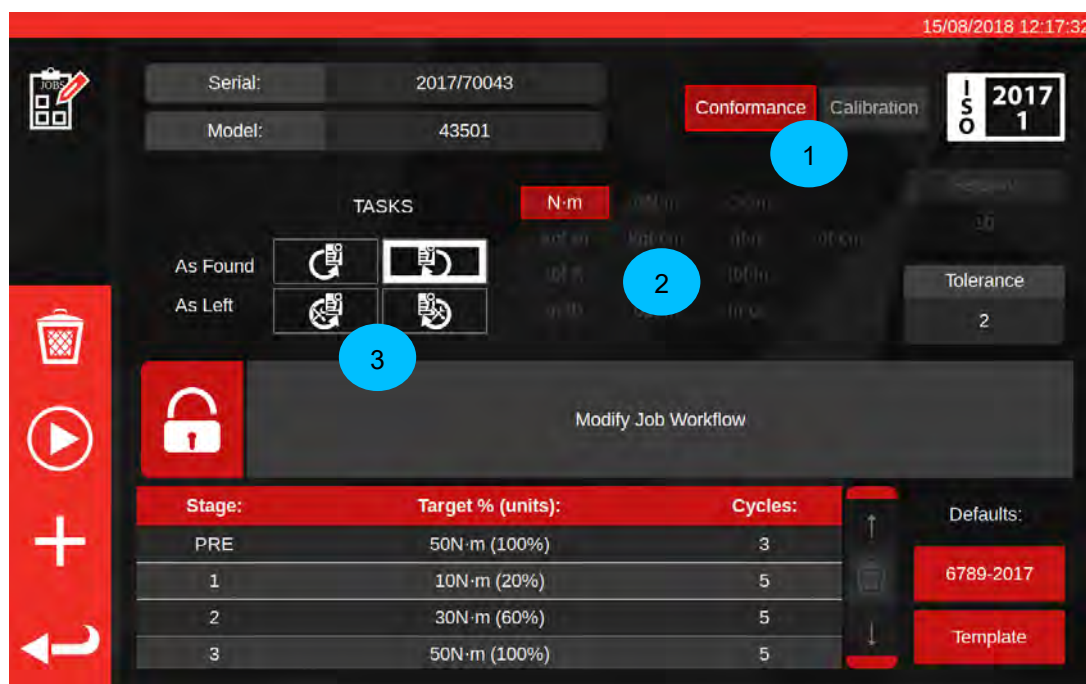 15/08/2018 12:17:32
JOBS
Serial: 2017/70043
Model: 43501
Conformance Calibration
ISO 2017
1
1
TASKS
N·m
As Found
As Left
2
3
Tolerance
2
Modify Job Workflow
Stage: Target % (units): Cycles:
PRE 50N·m (100%) 3
1 10N·m (20%) 5
2 30N·m (60%) 5
3 50N·m (100%) 5
Defaults:
6789-2017
Template